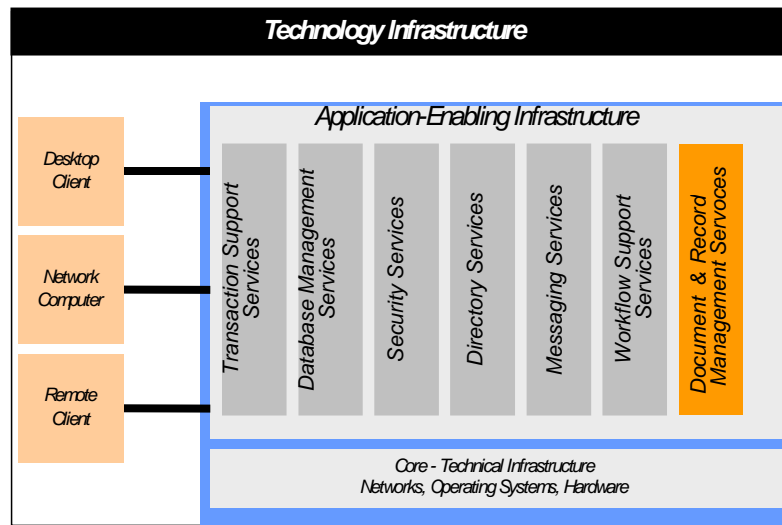 Technology Infrastructure
Application-Enabling Infrastructure
Desktop
Client
Network
Computer
Remote
Client
Transaction Support
Services
Database Management
Services
Security Services
Directory Services
Messaging Services
Workflow Support
Services
Document & Record
Management Servoces
Core - Technical Infrastructure
Networks, Operating Systems, Hardware